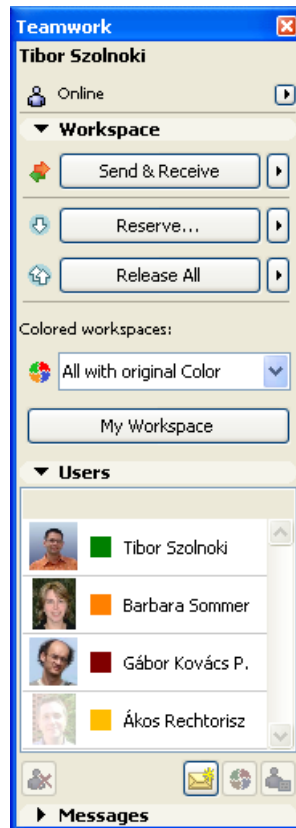 Teamwork
Tibor Szolnoki
Online
Workspace
Send & Receive
Reserve...
Release All
Colored workspaces:
All with original Color
My Workspace
Users
Tibor Szolnoki
Barbara Sommer
Gábor Kovács P.
Ákos Rechtorisz
Messages